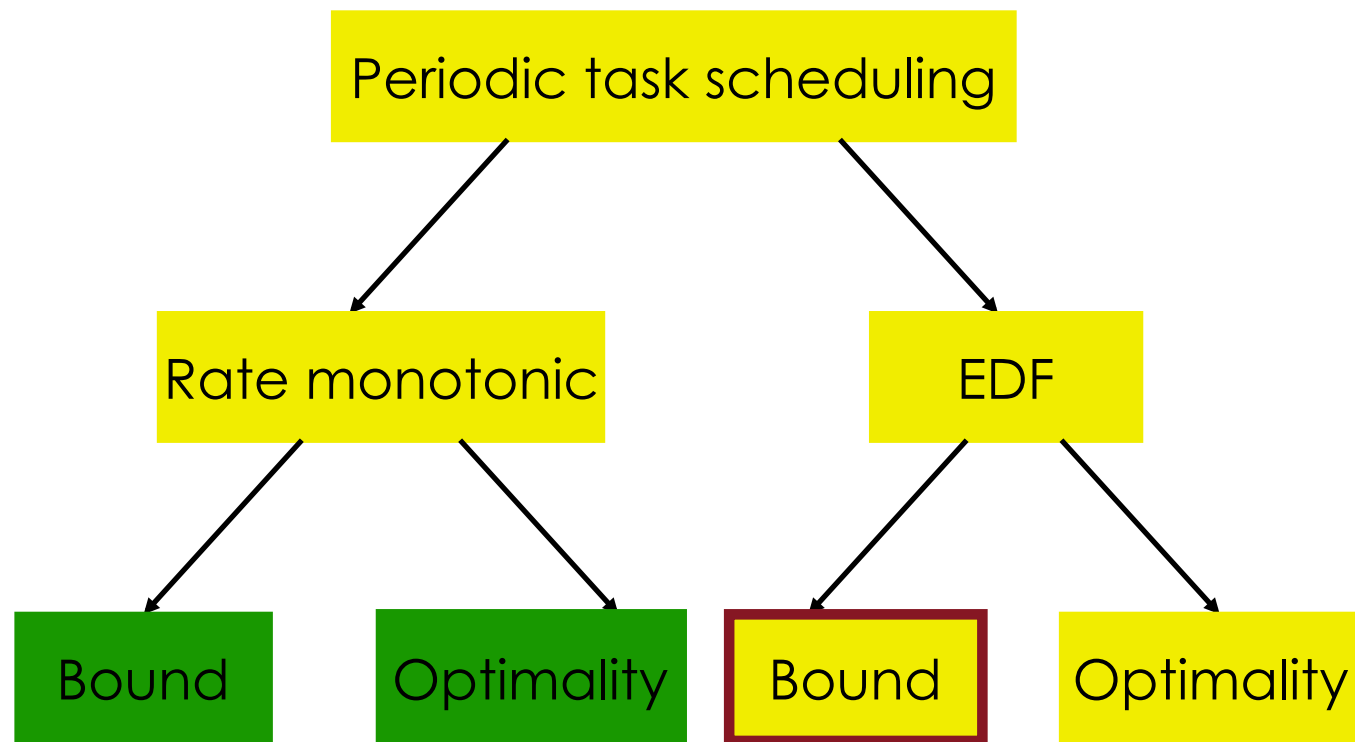 Periodic task scheduling
Rate monotonic
EDF
Bound
Optimality
Bound
Optimality